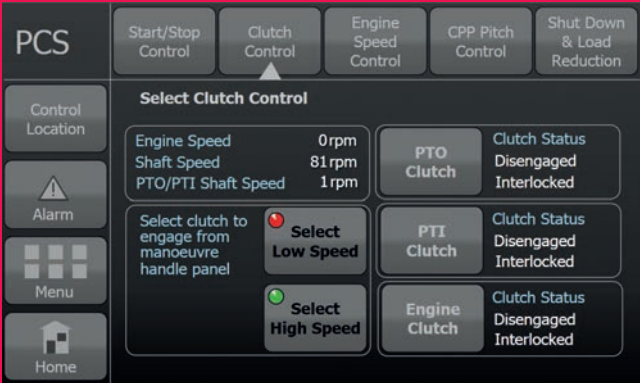 PCS
Start/Stop
Control
Clutch
Control
Engine
Speed
Control
CPP Pitch
Control
Shut Down
& Load
Reduction
Control
Location
Alarm
Menu
Home
Select Clutch Control
Engine Speed 0 rpm
Shaft Speed 81 rpm
PTO/PTI Shaft Speed 1 rpm
Select clutch to
engage from
manoeuvre
handle panel
Select
Low Speed
Select
High Speed
PTO
Clutch
Clutch Status
Disengaged
Interlocked
PTI
Clutch
Clutch Status
Disengaged
Interlocked
Engine
Clutch
Clutch Status
Disengaged
Interlocked